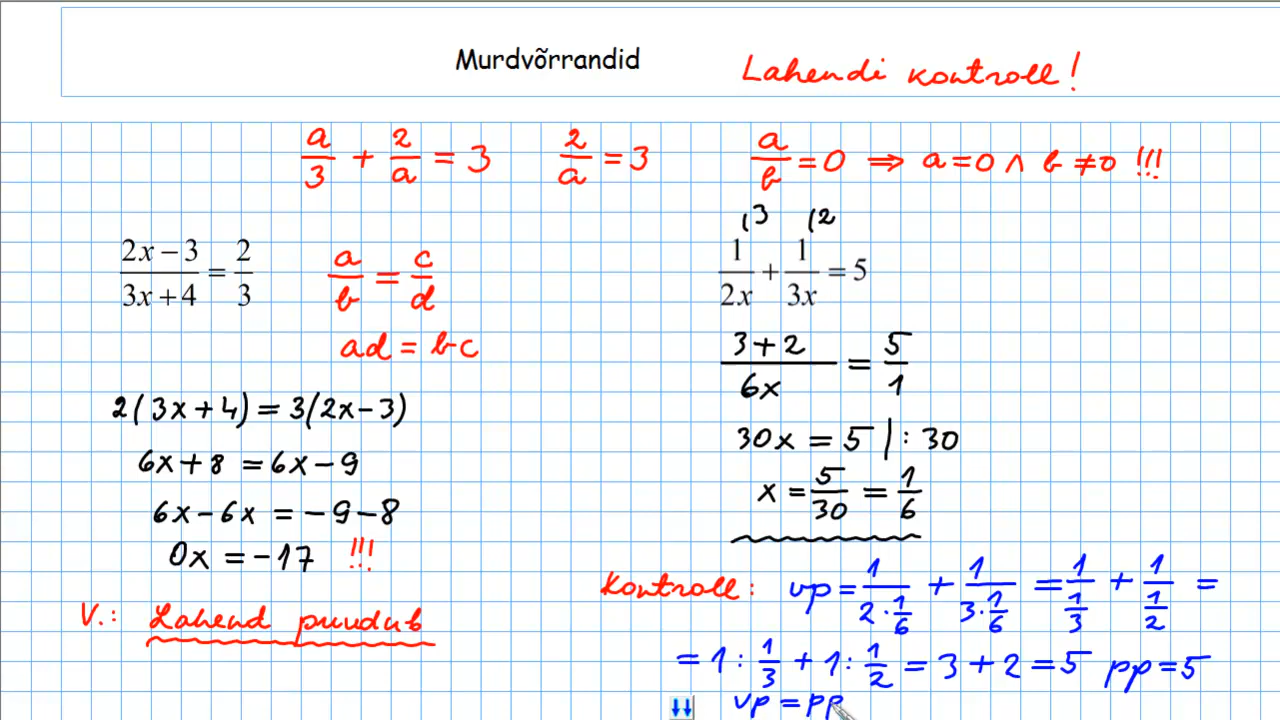 Murdvõrrandid
Lahendi kontroll!
a/3 + 2/a = 3
2/a = 3
a/b = 0 ⇒ a = 0 ∧ b ≠ 0 !!!
(2x − 3)/(3x + 4) = 2/3
a/b = c/d
ad = bc
2(3x + 4) = 3(2x − 3)
6x + 8 = 6x − 9
6x − 6x = −9 − 8
0x = −17 !!!
V.: Lahend puudub
(3 (2
1/2x + 1/3x = 5
(3 + 2)/6x = 5/1
30x = 5 | : 30
x = 5/30 = 1/6
Kontroll: vp = 1/(2·1/6) + 1/(3·1/6) = 1/(1/3) + 1/(1/2) =
= 1 : 1/3 + 1 : 1/2 = 3 + 2 = 5 pp = 5
vp = pp